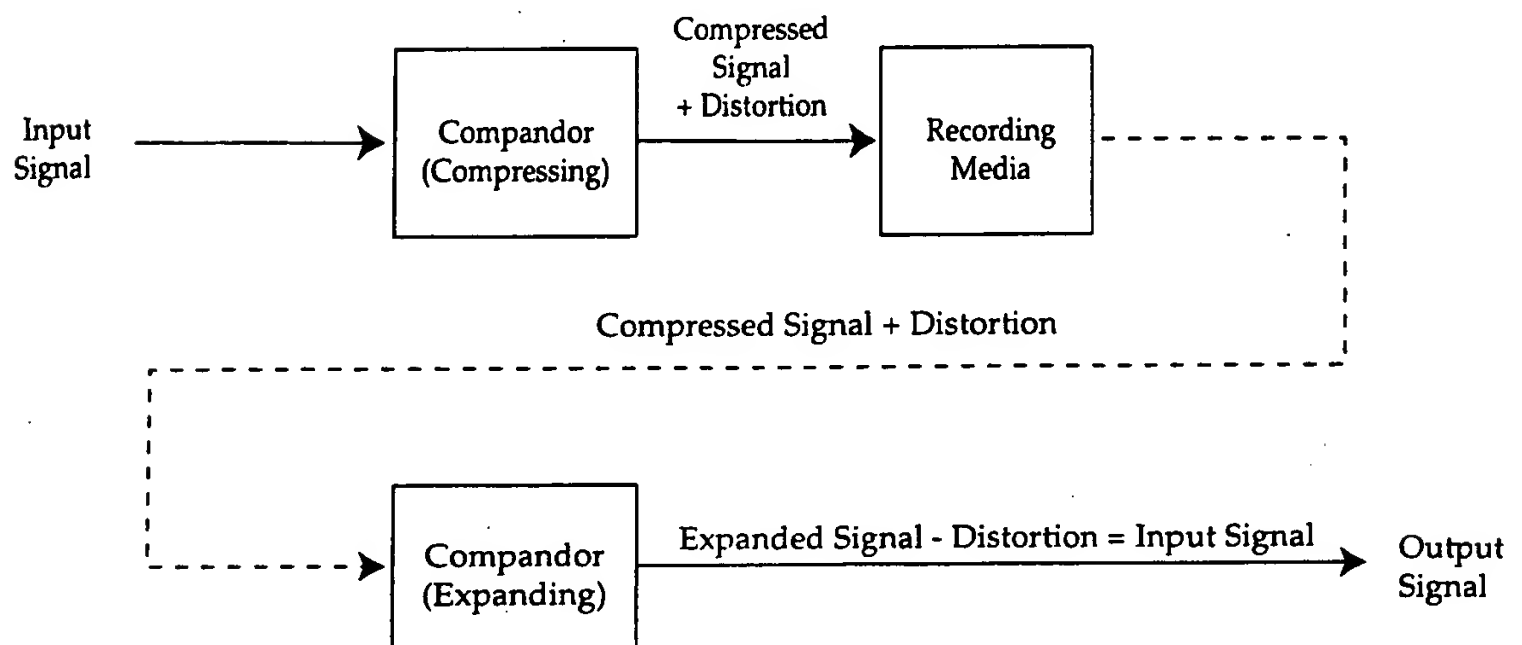 Input
Signal
Compandor
(Compressing)
Compressed
Signal
+ Distortion
Recording
Media
Compressed Signal + Distortion
Compandor
(Expanding)
Expanded Signal - Distortion = Input Signal
Output
Signal